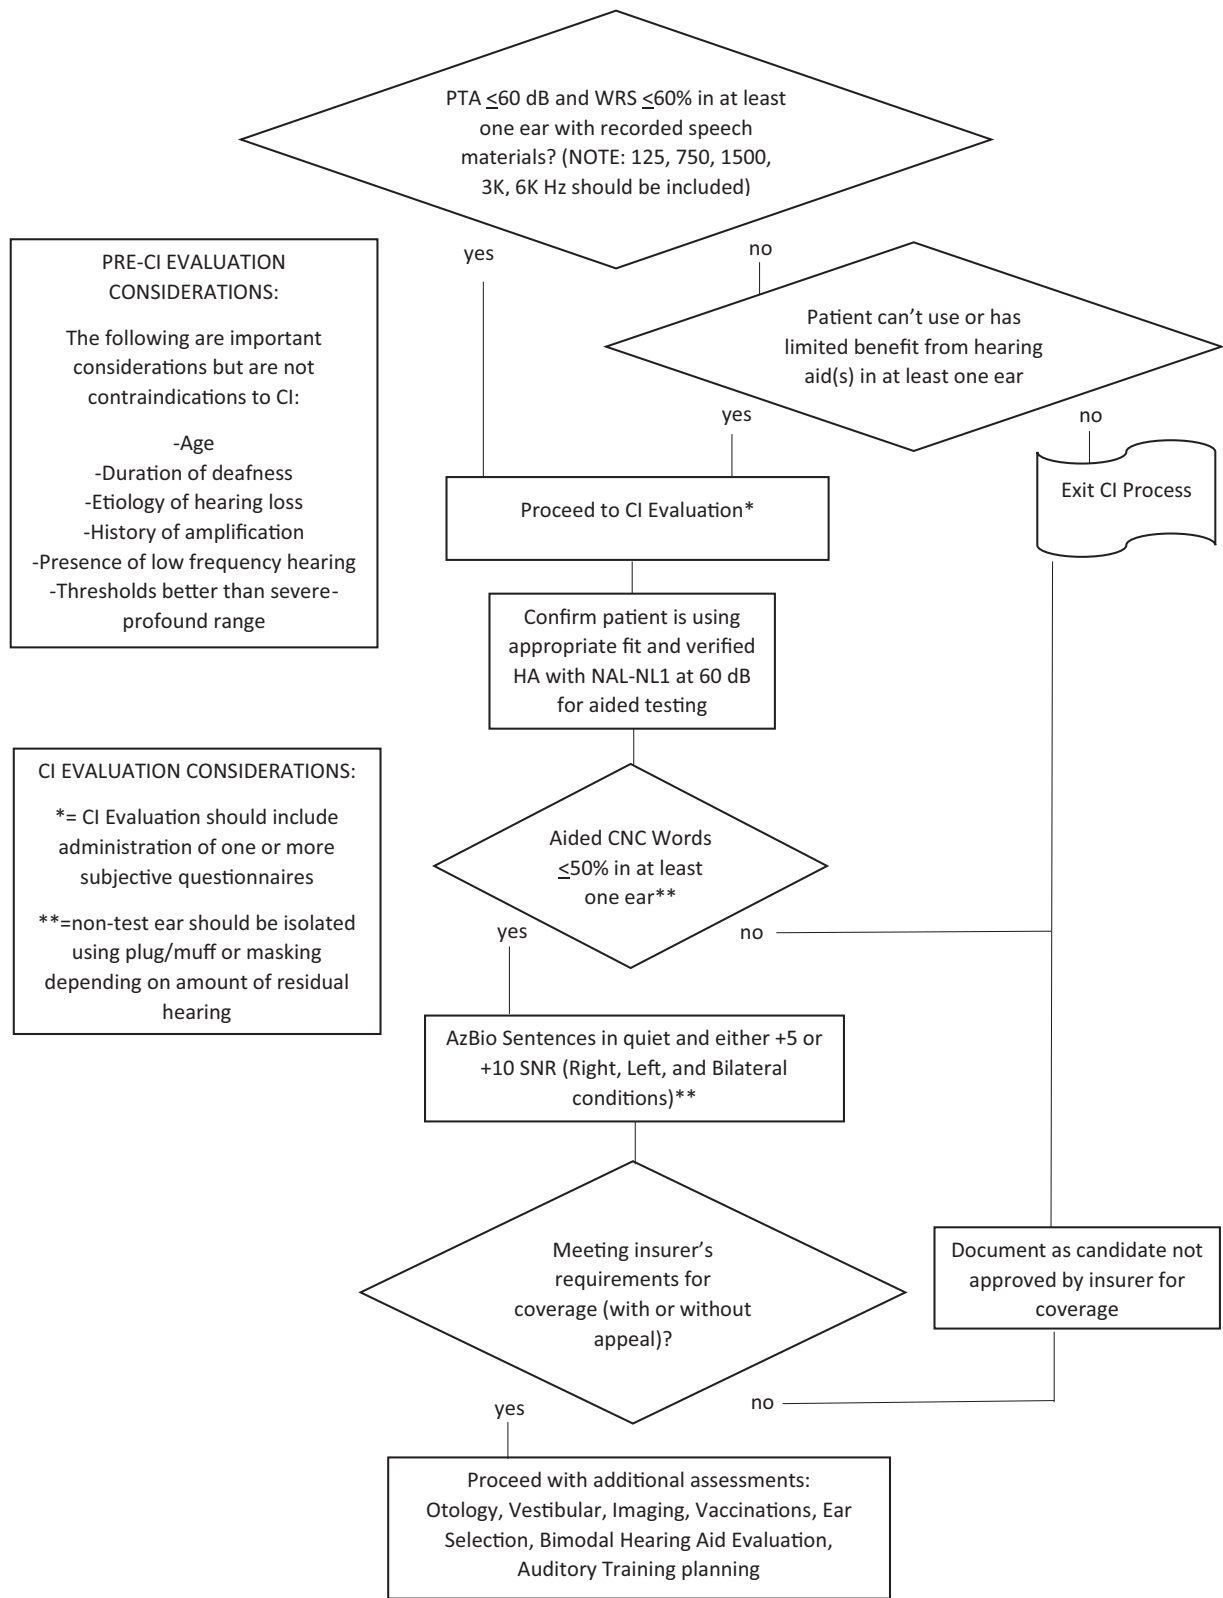 PTA ≤60 dB and WRS ≤60% in at least
one ear with recorded speech
materials? (NOTE: 125, 750, 1500,
3K, 6K Hz should be included)
yes
no
PRE-CI EVALUATION
CONSIDERATIONS:
The following are important
considerations but are not
contraindications to CI:
-Age
-Duration of deafness
-Etiology of hearing loss
-History of amplification
-Presence of low frequency hearing
-Thresholds better than severe-
profound range
Patient can't use or has
limited benefit from hearing
aid(s) in at least one ear
yes
no
Proceed to CI Evaluation*
Exit CI Process
Confirm patient is using
appropriate fit and verified
HA with NAL-NL1 at 60 dB
for aided testing
CI EVALUATION CONSIDERATIONS:
*= CI Evaluation should include
administration of one or more
subjective questionnaires
**=non-test ear should be isolated
using plug/muff or masking
depending on amount of residual
hearing
Aided CNC Words
≤50% in at least
one ear**
yes
no
AzBio Sentences in quiet and either +5 or
+10 SNR (Right, Left, and Bilateral
conditions)**
Meeting insurer's
requirements for
coverage (with or without
appeal)?
Document as candidate not
approved by insurer for
coverage
yes
no
Proceed with additional assessments:
Otology, Vestibular, Imaging, Vaccinations, Ear
Selection, Bimodal Hearing Aid Evaluation,
Auditory Training planning